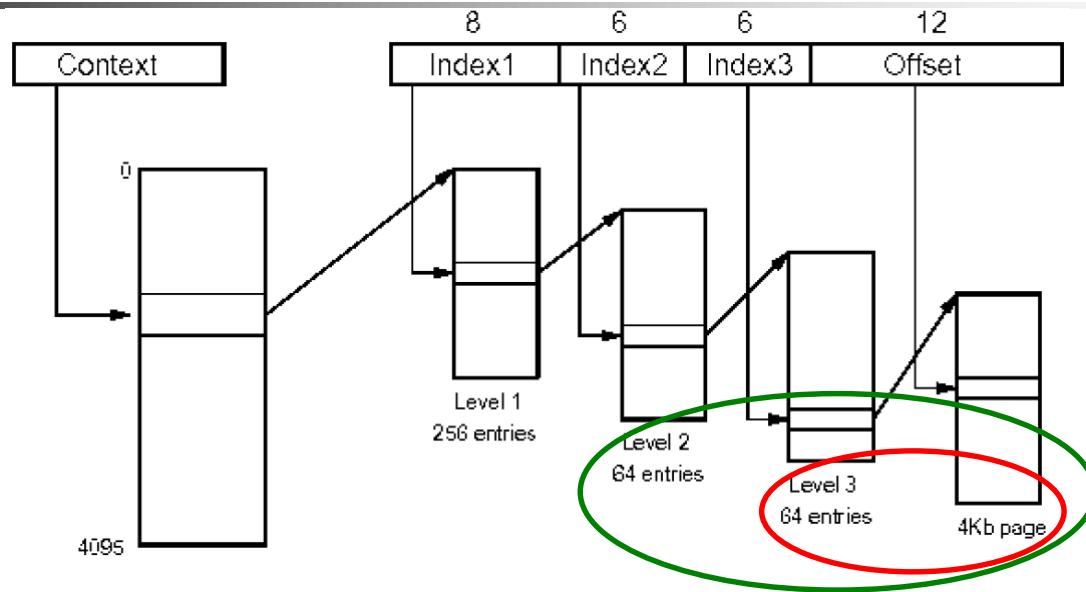 8 6 6 12
Context Index1 Index2 Index3 Offset
0
Level 1
256 entries
Level 2
64 entries
Level 3
64 entries
4Kb page
4095